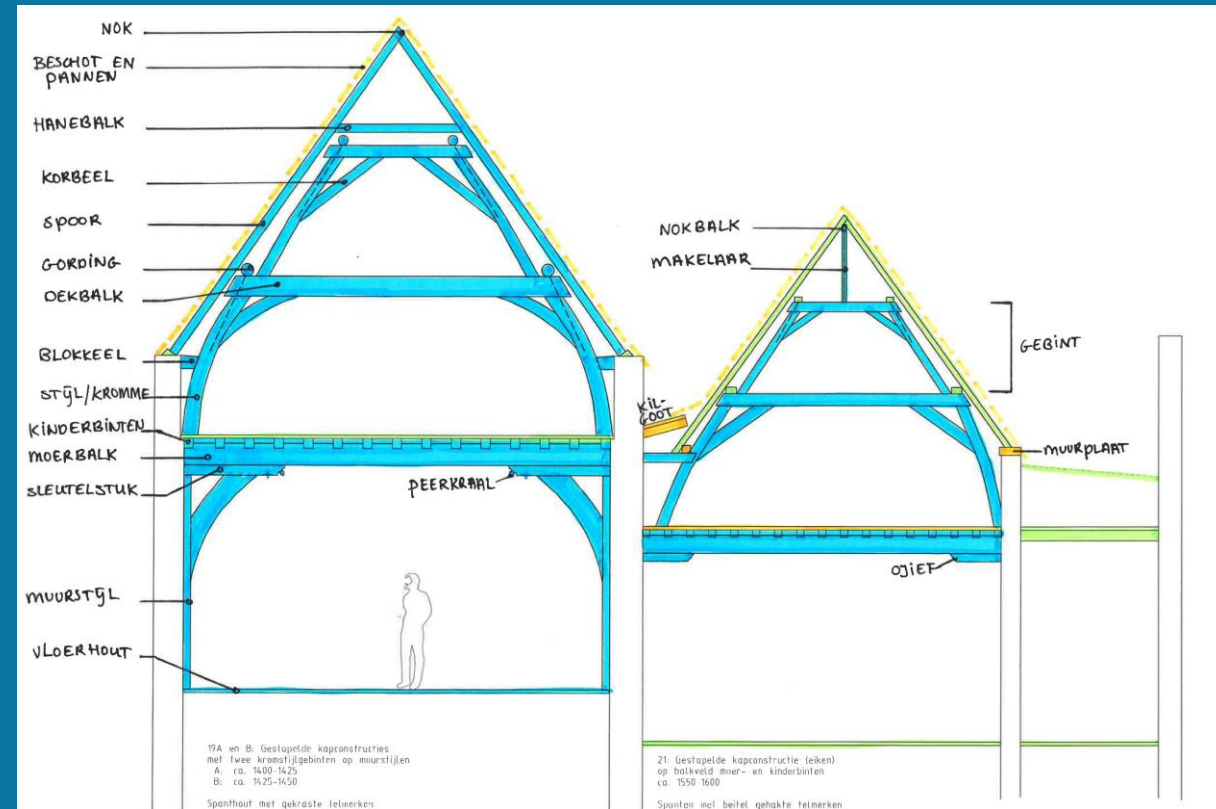 NOK
BESCHOT EN
PANNEN
HANEBALK
KORBEEL
SPOOR
GORDING
DEKBALK
BLOKKEEL
STIJL/KROMME
KINDERBINTEN
MOERBALK
SLEUTELSTUK
PEERKRAAL
MUURSTIJL
VLOERHOUT
NOKBALK
MAKELAAR
GEBINT
KIL-
GOOT
MUURPLAAT
OJIEF
19A en B: Gestapelde kapconstructies
met twee kromstijlgebinten op muurstijlen
A: ca. 1400-1425
B: ca. 1425-1450
Spanthout met gekraste telmerken
21: Gestapelde kapconstructie (eiken)
op balkveld moer- en kinderbinten
ca. 1550 1600
Spanten met beitel gehakte telmerken